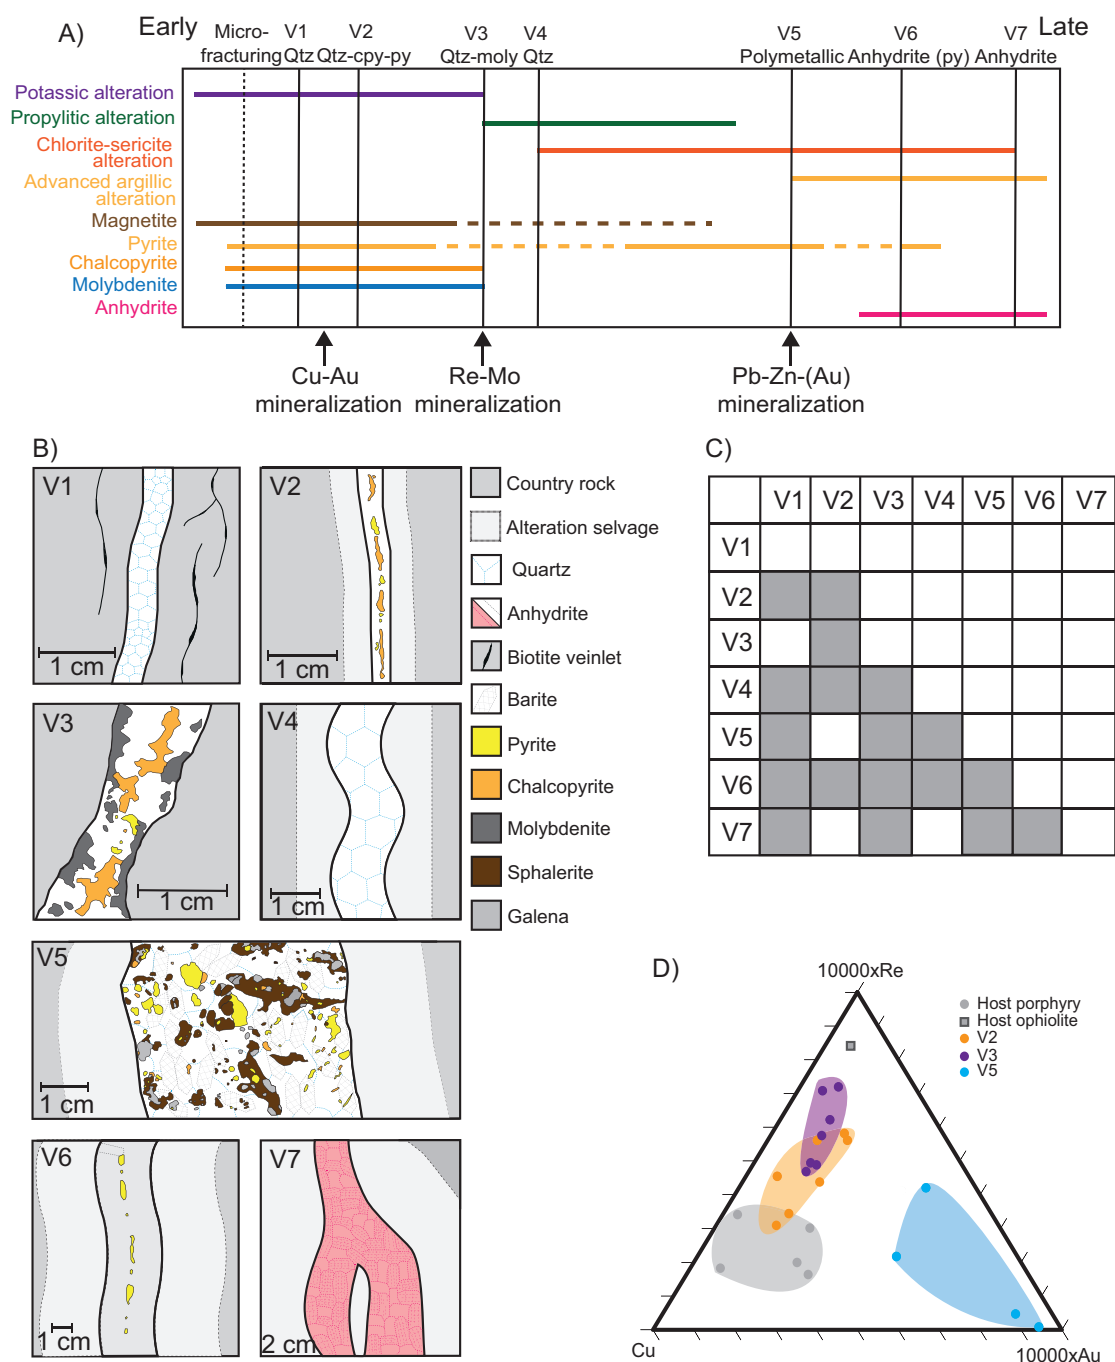 A)
Early
Late
Micro-
fracturing
V1
Qtz
V2
Qtz-cpy-py
V3
Qtz-moly
V4
Qtz
V5
Polymetallic
V6
Anhydrite (py)
V7
Anhydrite
Potassic alteration
Propylitic alteration
Chlorite-sericite
alteration
Advanced argillic
alteration
Magnetite
Pyrite
Chalcopyrite
Molybdenite
Anhydrite
Cu-Au
mineralization
Re-Mo
mineralization
Pb-Zn-(Au)
mineralization
B)
V1
1 cm
V2
1 cm
V3
1 cm
V4
1 cm
V5
1 cm
V6
1 cm
V7
2 cm
Country rock
Alteration selvage
Quartz
Anhydrite
Biotite veinlet
Barite
Pyrite
Chalcopyrite
Molybdenite
Sphalerite
Galena
C)
V1 V2 V3 V4 V5 V6 V7
V1
V2
V3
V4
V5
V6
V7
D)
10000xRe
Host porphyry
Host ophiolite
V2
V3
V5
Cu
10000xAu